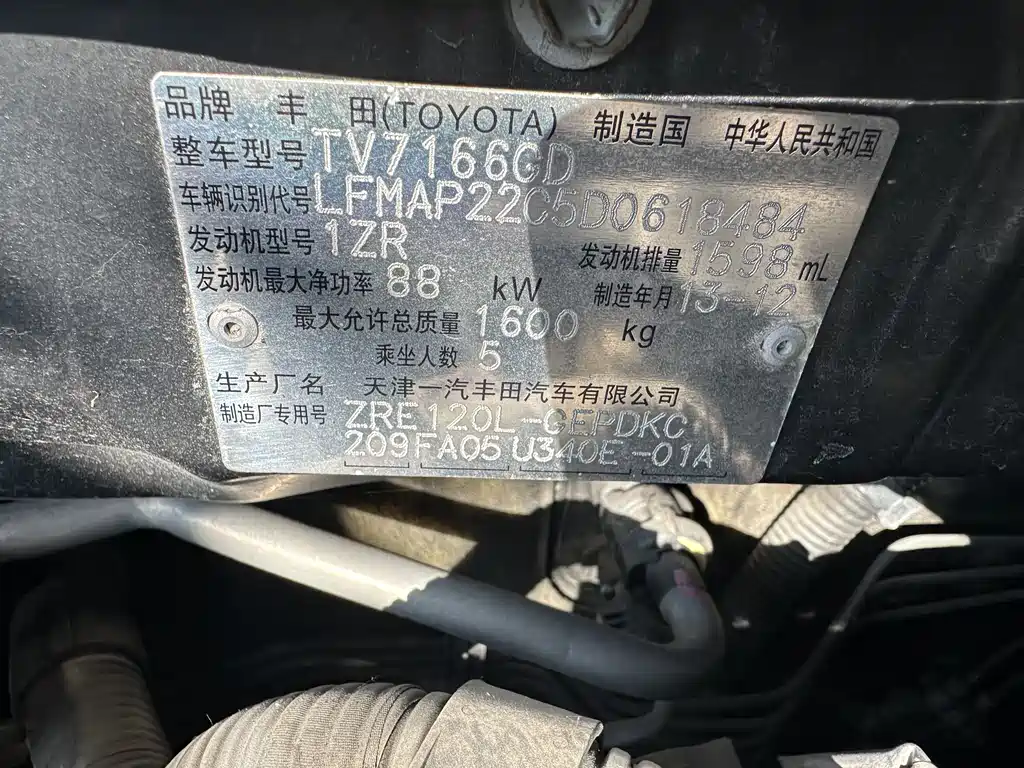 品牌 丰 田(TOYOTA) 制造国 中华人民共和国
整车型号 TV7166GD
车辆识别代号 LFMAP22C5D0618484
发动机型号 1ZR 发动机排量 1598 mL
发动机最大净功率 88 kW 制造年月 13-12
最大允许总质量 1600 kg
乘坐人数 5
生产厂名 天津一汽丰田汽车有限公司
制造厂专用号 ZRE120L-GEPDKC
209FA05U340E-01A